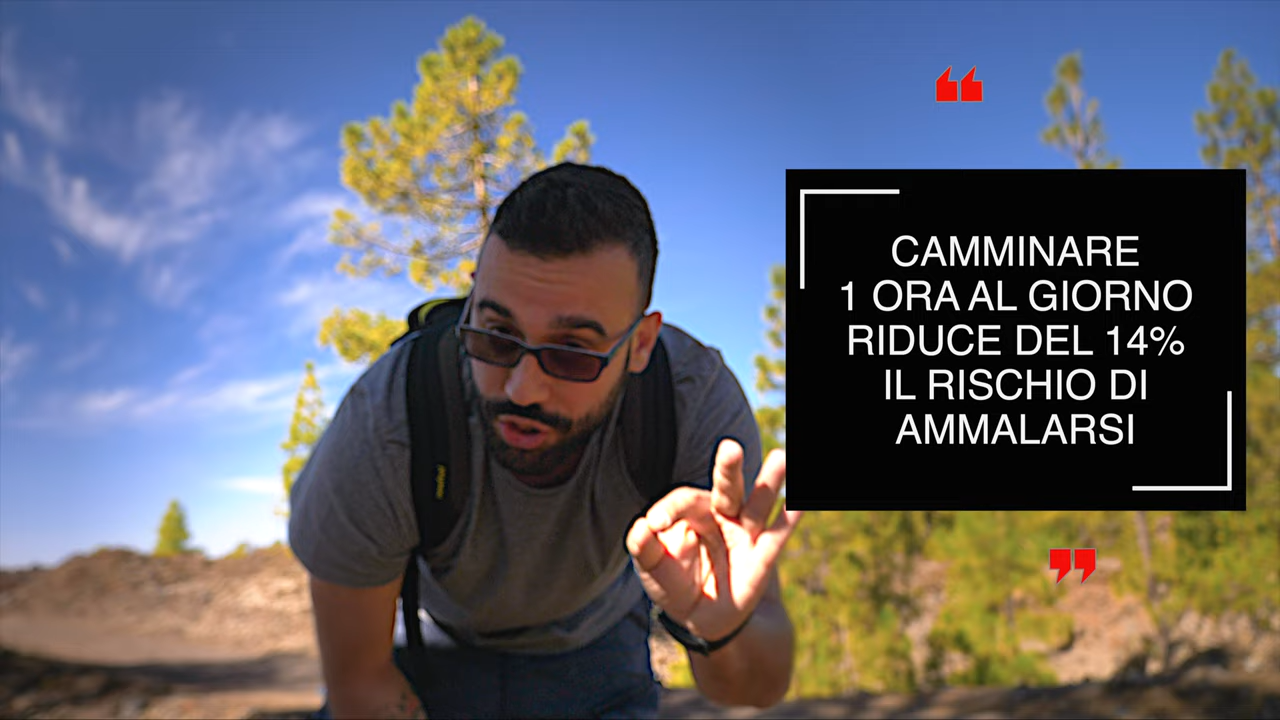 ❝
CAMMINARE
1 ORA AL GIORNO
RIDUCE DEL 14%
IL RISCHIO DI
AMMALARSI
❞